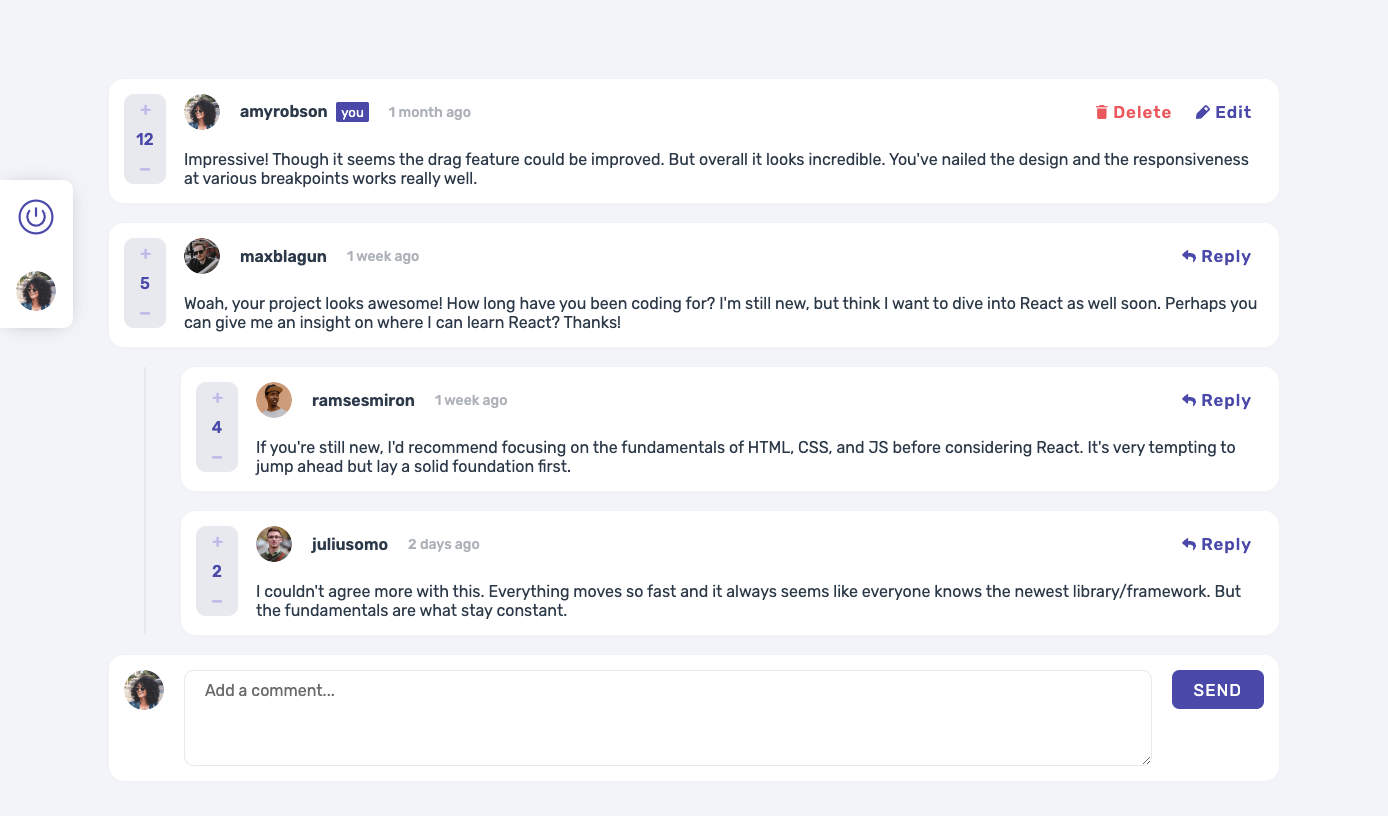 +
12
−
amyrobson you 1 month ago Delete Edit
Impressive! Though it seems the drag feature could be improved. But overall it looks incredible. You've nailed the design and the responsiveness
at various breakpoints works really well.
+
5
−
maxblagun 1 week ago Reply
Woah, your project looks awesome! How long have you been coding for? I'm still new, but think I want to dive into React as well soon. Perhaps you
can give me an insight on where I can learn React? Thanks!
+
4
−
ramsesmiron 1 week ago Reply
If you're still new, I'd recommend focusing on the fundamentals of HTML, CSS, and JS before considering React. It's very tempting to
jump ahead but lay a solid foundation first.
+
2
−
juliusomo 2 days ago Reply
I couldn't agree more with this. Everything moves so fast and it always seems like everyone knows the newest library/framework. But
the fundamentals are what stay constant.
Add a comment...
SEND